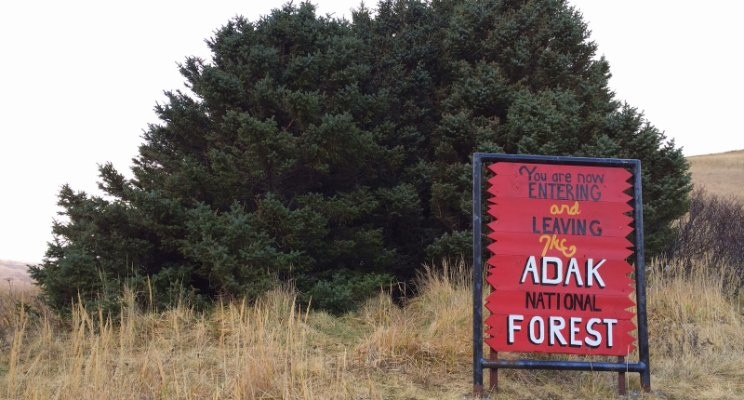 You are now
ENTERING
and
LEAVING
The
ADAK
NATIONAL
FOREST